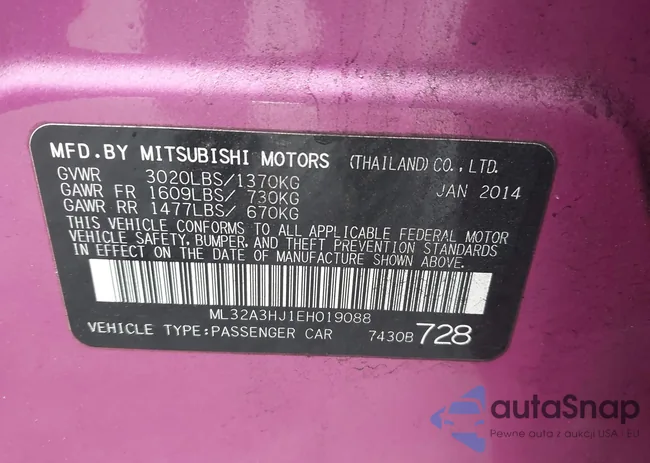 MFD.BY MITSUBISHI MOTORS (THAILAND) CO., LTD.
GVWR 3020LBS/1370KG JAN 2014
GAWR FR 1609LBS/ 730KG
GAWR RR 1477LBS/ 670KG
THIS VEHICLE CONFORMS TO ALL APPLICABLE FEDERAL MOTOR
VEHICLE SAFETY, BUMPER, AND THEFT PREVENTION STANDARDS
IN EFFECT ON THE DATE OF MANUFACTURE SHOWN ABOVE.
ML32A3HJ1EH019088
VEHICLE TYPE:PASSENGER CAR 7430B 728
autaSnap
Pewne auta z aukcji USA i EU